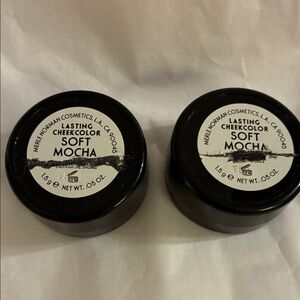 MERLE NORMAN COSMETICS, L.A., CA 90045
LASTING
CHEEKCOLOR
SOFT
MOCHA
1.5 g ℮ NET WT. .05 OZ.
MERLE NORMAN COSMETICS, L.A., CA 90045
LASTING
CHEEKCOLOR
SOFT
MOCHA
1.5 g ℮ NET WT. .05 OZ.